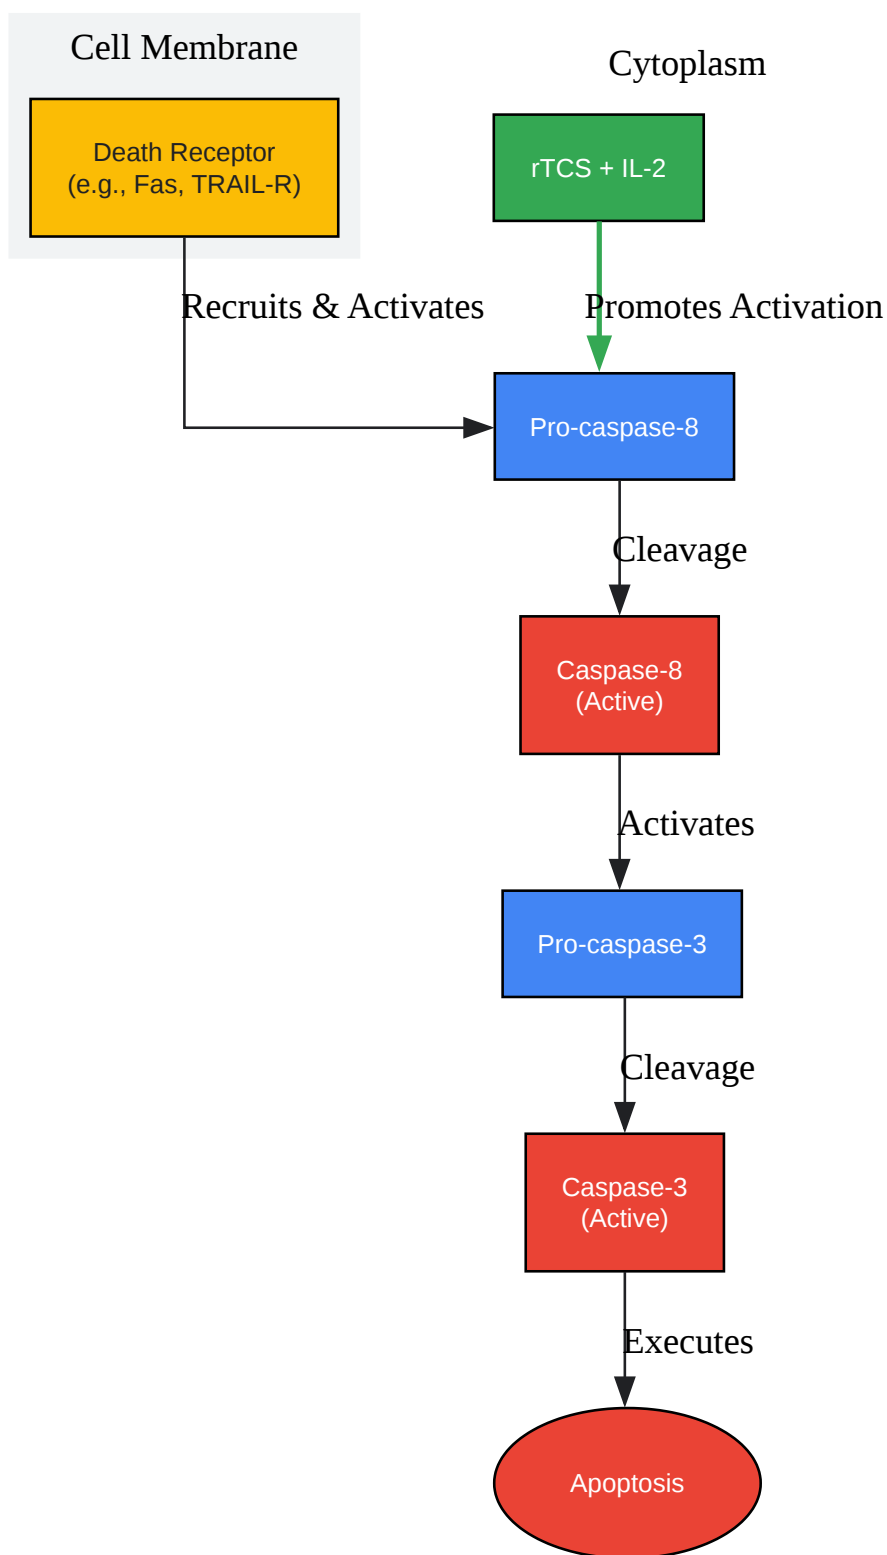 Cell Membrane
Cytoplasm
Death Receptor
(e.g., Fas, TRAIL-R)
rTCS + IL-2
Recruits & Activates
Promotes Activation
Pro-caspase-8
Cleavage
Caspase-8
(Active)
Activates
Pro-caspase-3
Cleavage
Caspase-3
(Active)
Executes
Apoptosis